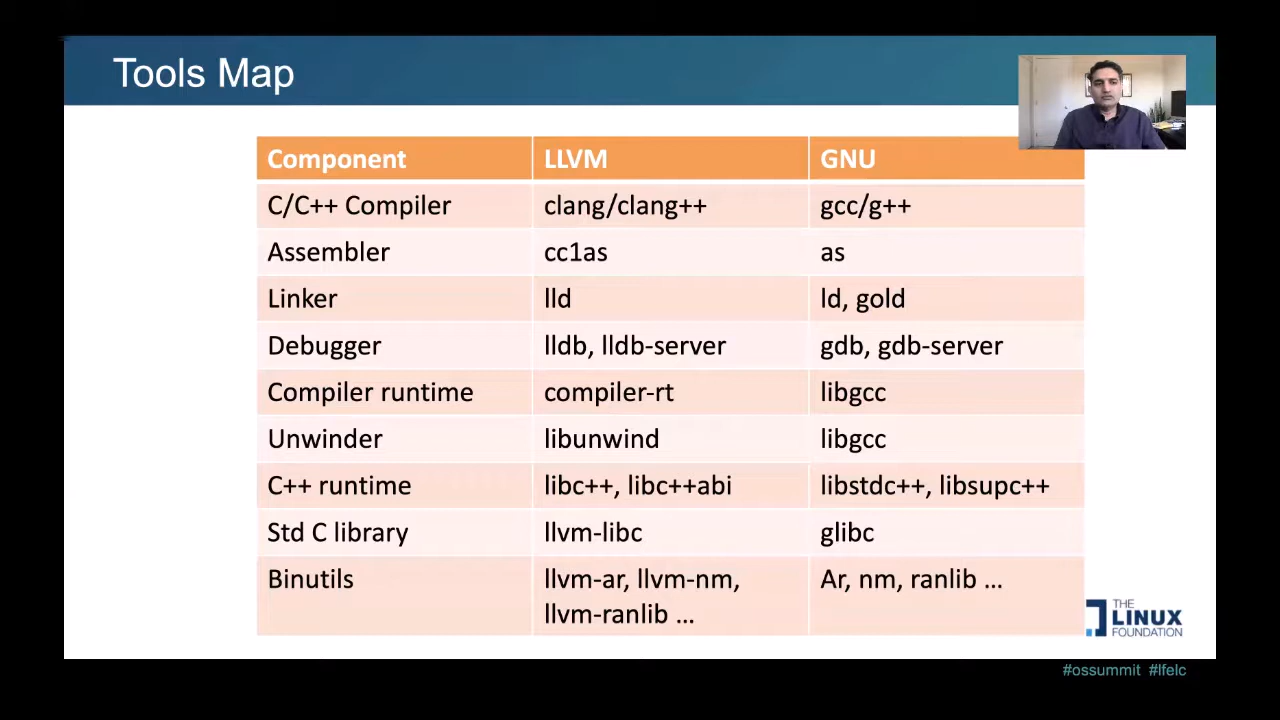 Tools Map
Component LLVM GNU
C/C++ Compiler clang/clang++ gcc/g++
Assembler cc1as as
Linker lld ld, gold
Debugger lldb, lldb-server gdb, gdb-server
Compiler runtime compiler-rt libgcc
Unwinder libunwind libgcc
C++ runtime libc++, libc++abi libstdc++, libsupc++
Std C library llvm-libc glibc
Binutils llvm-ar, llvm-nm, Ar, nm, ranlib ...
llvm-ranlib ...
THE
LINUX
FOUNDATION
#ossummit #lfelc